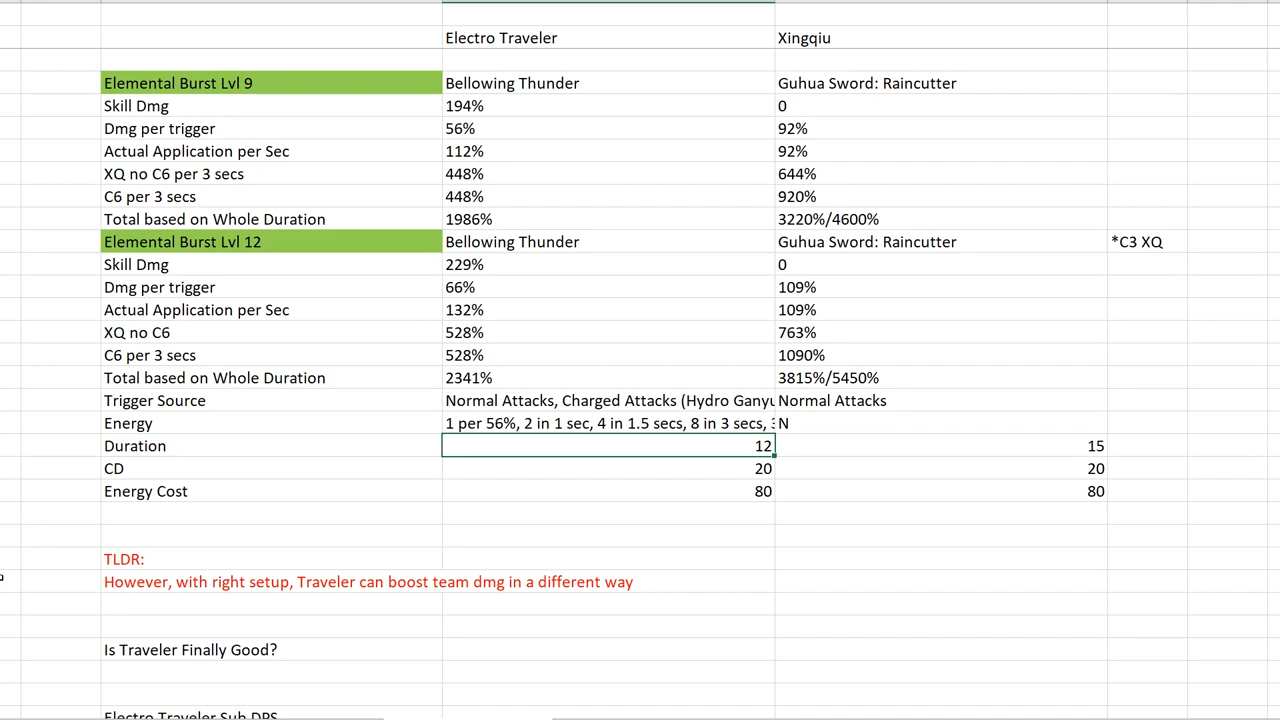 Electro Traveler Xingqiu
Elemental Burst Lvl 9 Bellowing Thunder Guhua Sword: Raincutter
Skill Dmg 194% 0
Dmg per trigger 56% 92%
Actual Application per Sec 112% 92%
XQ no C6 per 3 secs 448% 644%
C6 per 3 secs 448% 920%
Total based on Whole Duration 1986% 3220%/4600%
Elemental Burst Lvl 12 Bellowing Thunder Guhua Sword: Raincutter *C3 XQ
Skill Dmg 229% 0
Dmg per trigger 66% 109%
Actual Application per Sec 132% 109%
XQ no C6 528% 763%
C6 per 3 secs 528% 1090%
Total based on Whole Duration 2341% 3815%/5450%
Trigger Source Normal Attacks, Charged Attacks (Hydro Ganyu Normal Attacks
Energy 1 per 56%, 2 in 1 sec, 4 in 1.5 secs, 8 in 3 secs, N
Duration 12 15
CD 20 20
Energy Cost 80 80
TLDR:
However, with right setup, Traveler can boost team dmg in a different way
Is Traveler Finally Good?
Electro Traveler Sub DPS